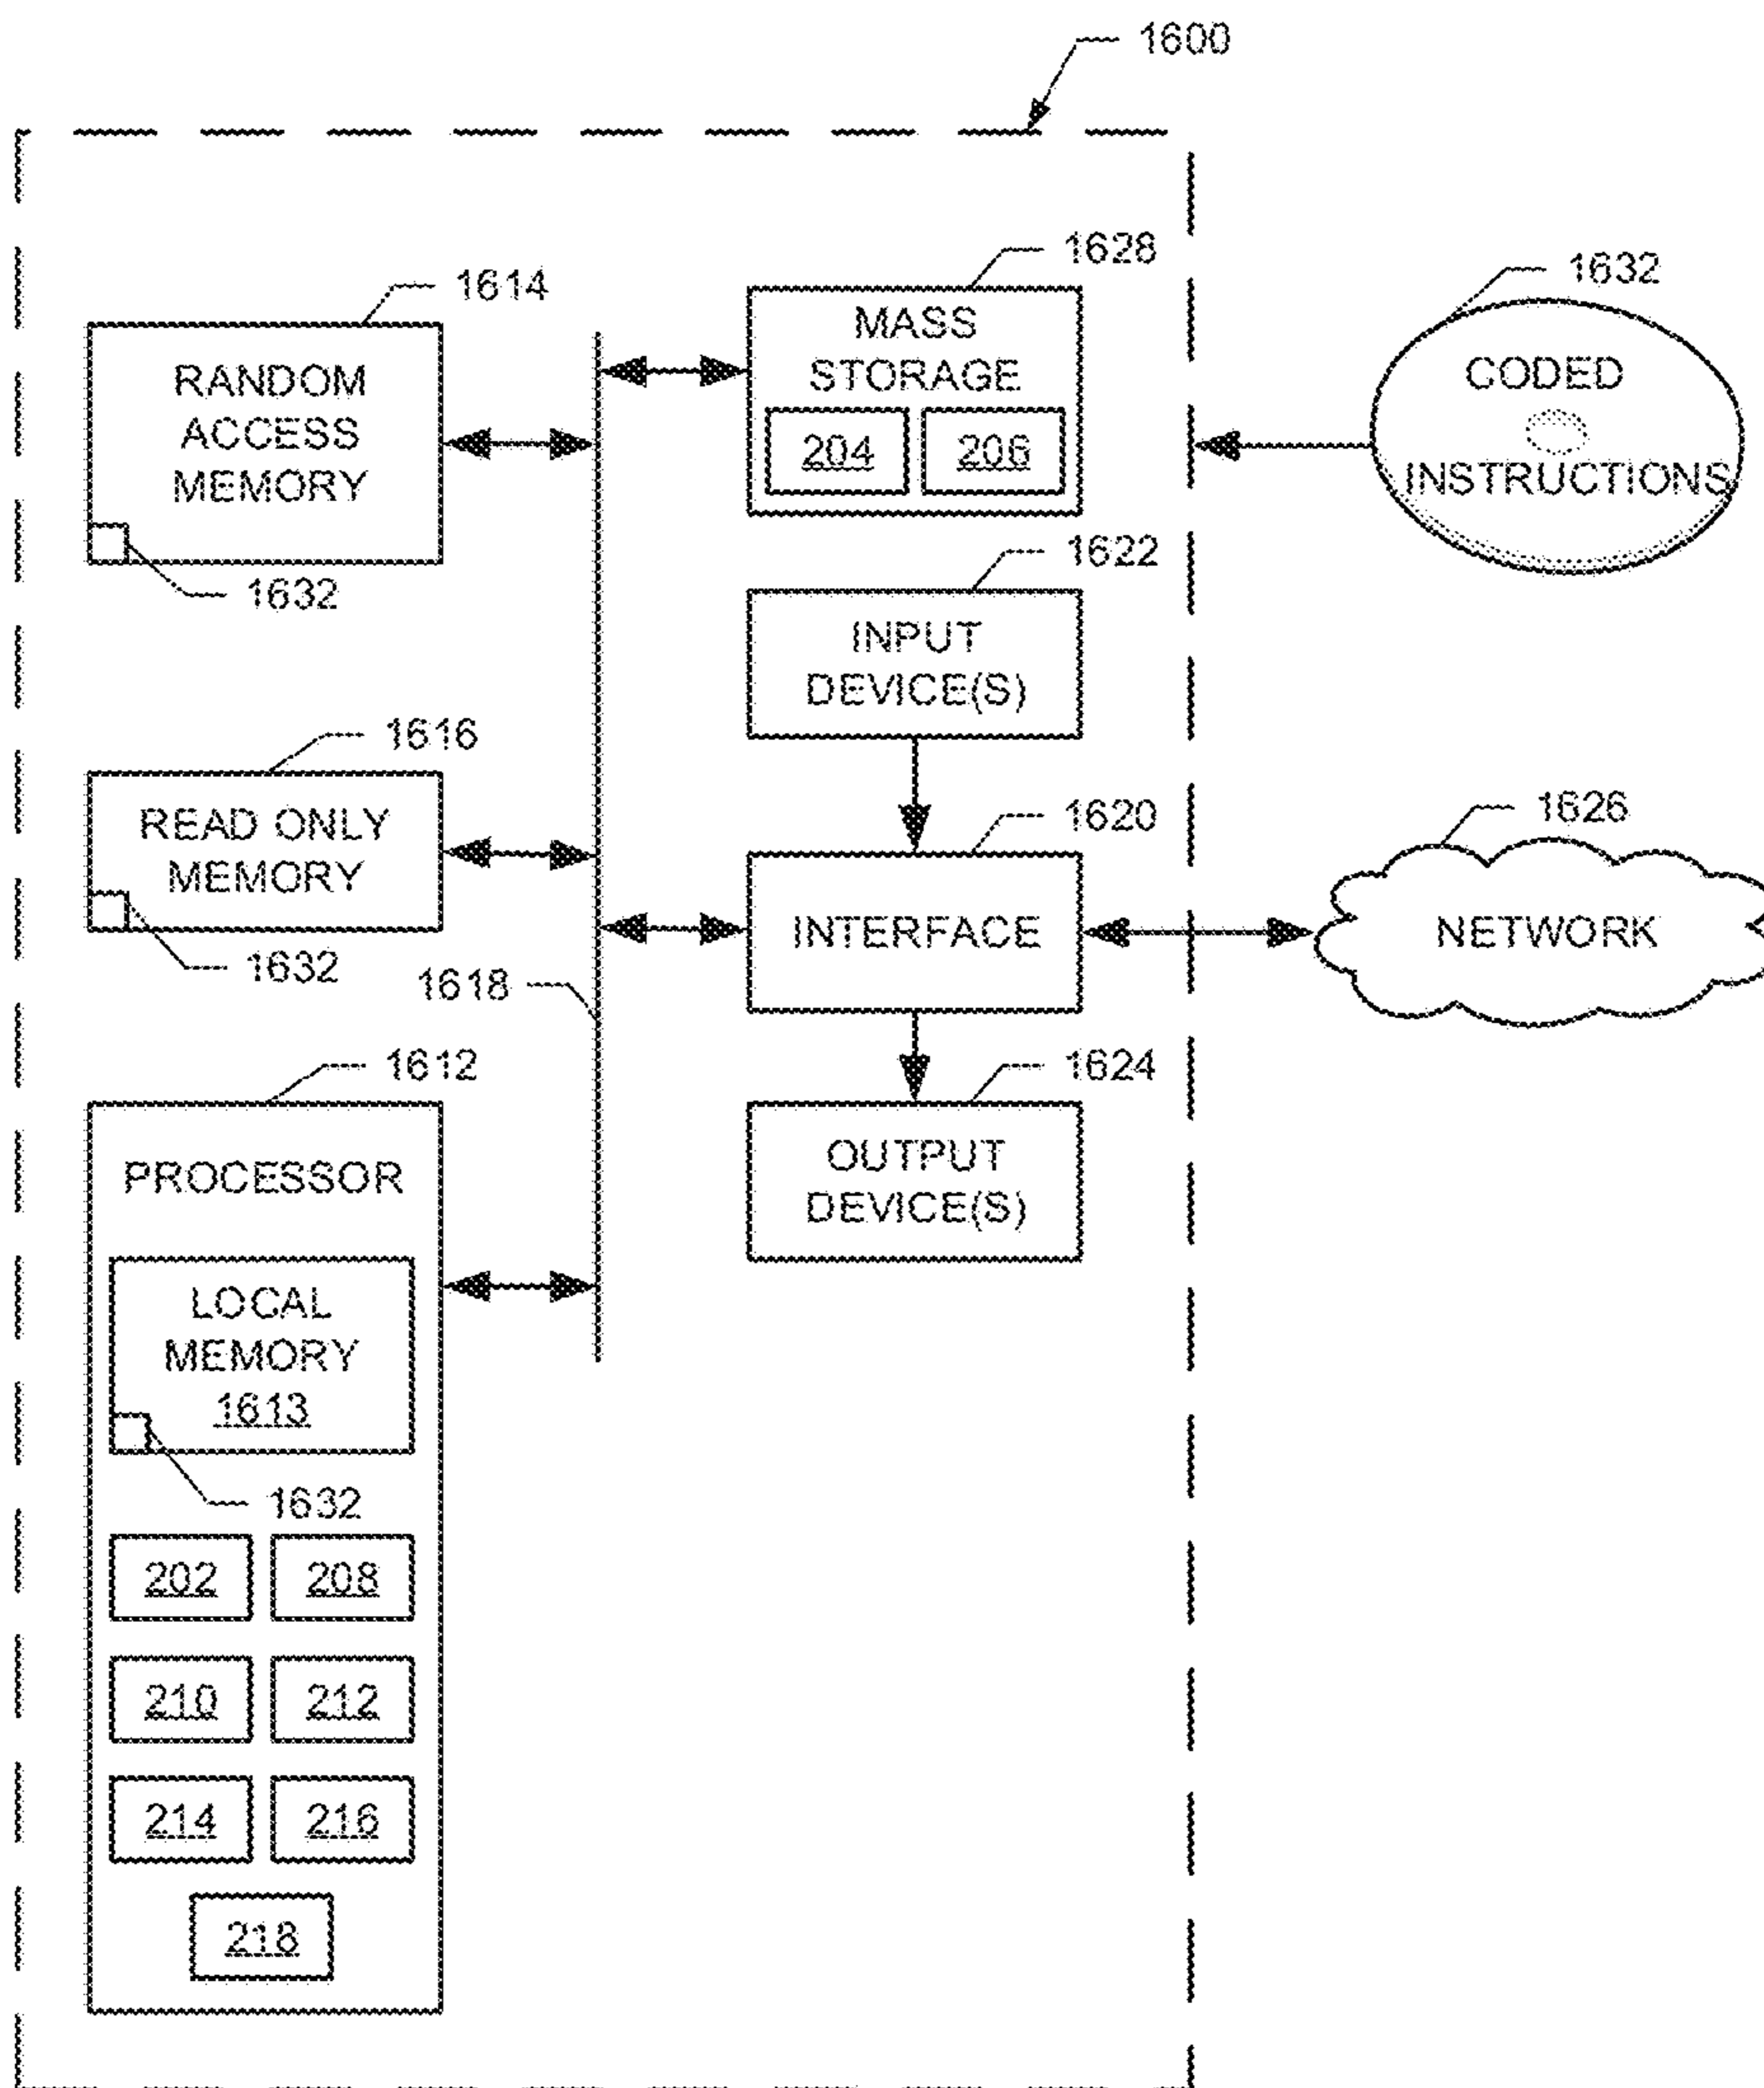 1600
1614
RANDOM
ACCESS
MEMORY
1632
1628
MASS
STORAGE
204 206
1632
CODED
INSTRUCTIONS
1622
INPUT
DEVICE(S)
1616
READ ONLY
MEMORY
1632
1618
1620
INTERFACE
1626
NETWORK
1612
PROCESSOR
LOCAL
MEMORY
1613
1632
202 208
210 212
214 216
218
1624
OUTPUT
DEVICE(S)